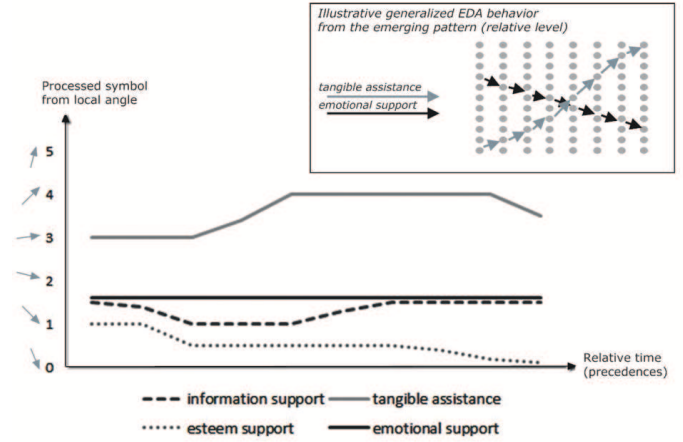 Illustrative generalized EDA behavior
from the emerging pattern (relative level)
tangible assistance
emotional support
Processed symbol
from local angle
5
4
3
2
1
0
Relative time
(precedences)
information support
tangible assistance
esteem support
emotional support